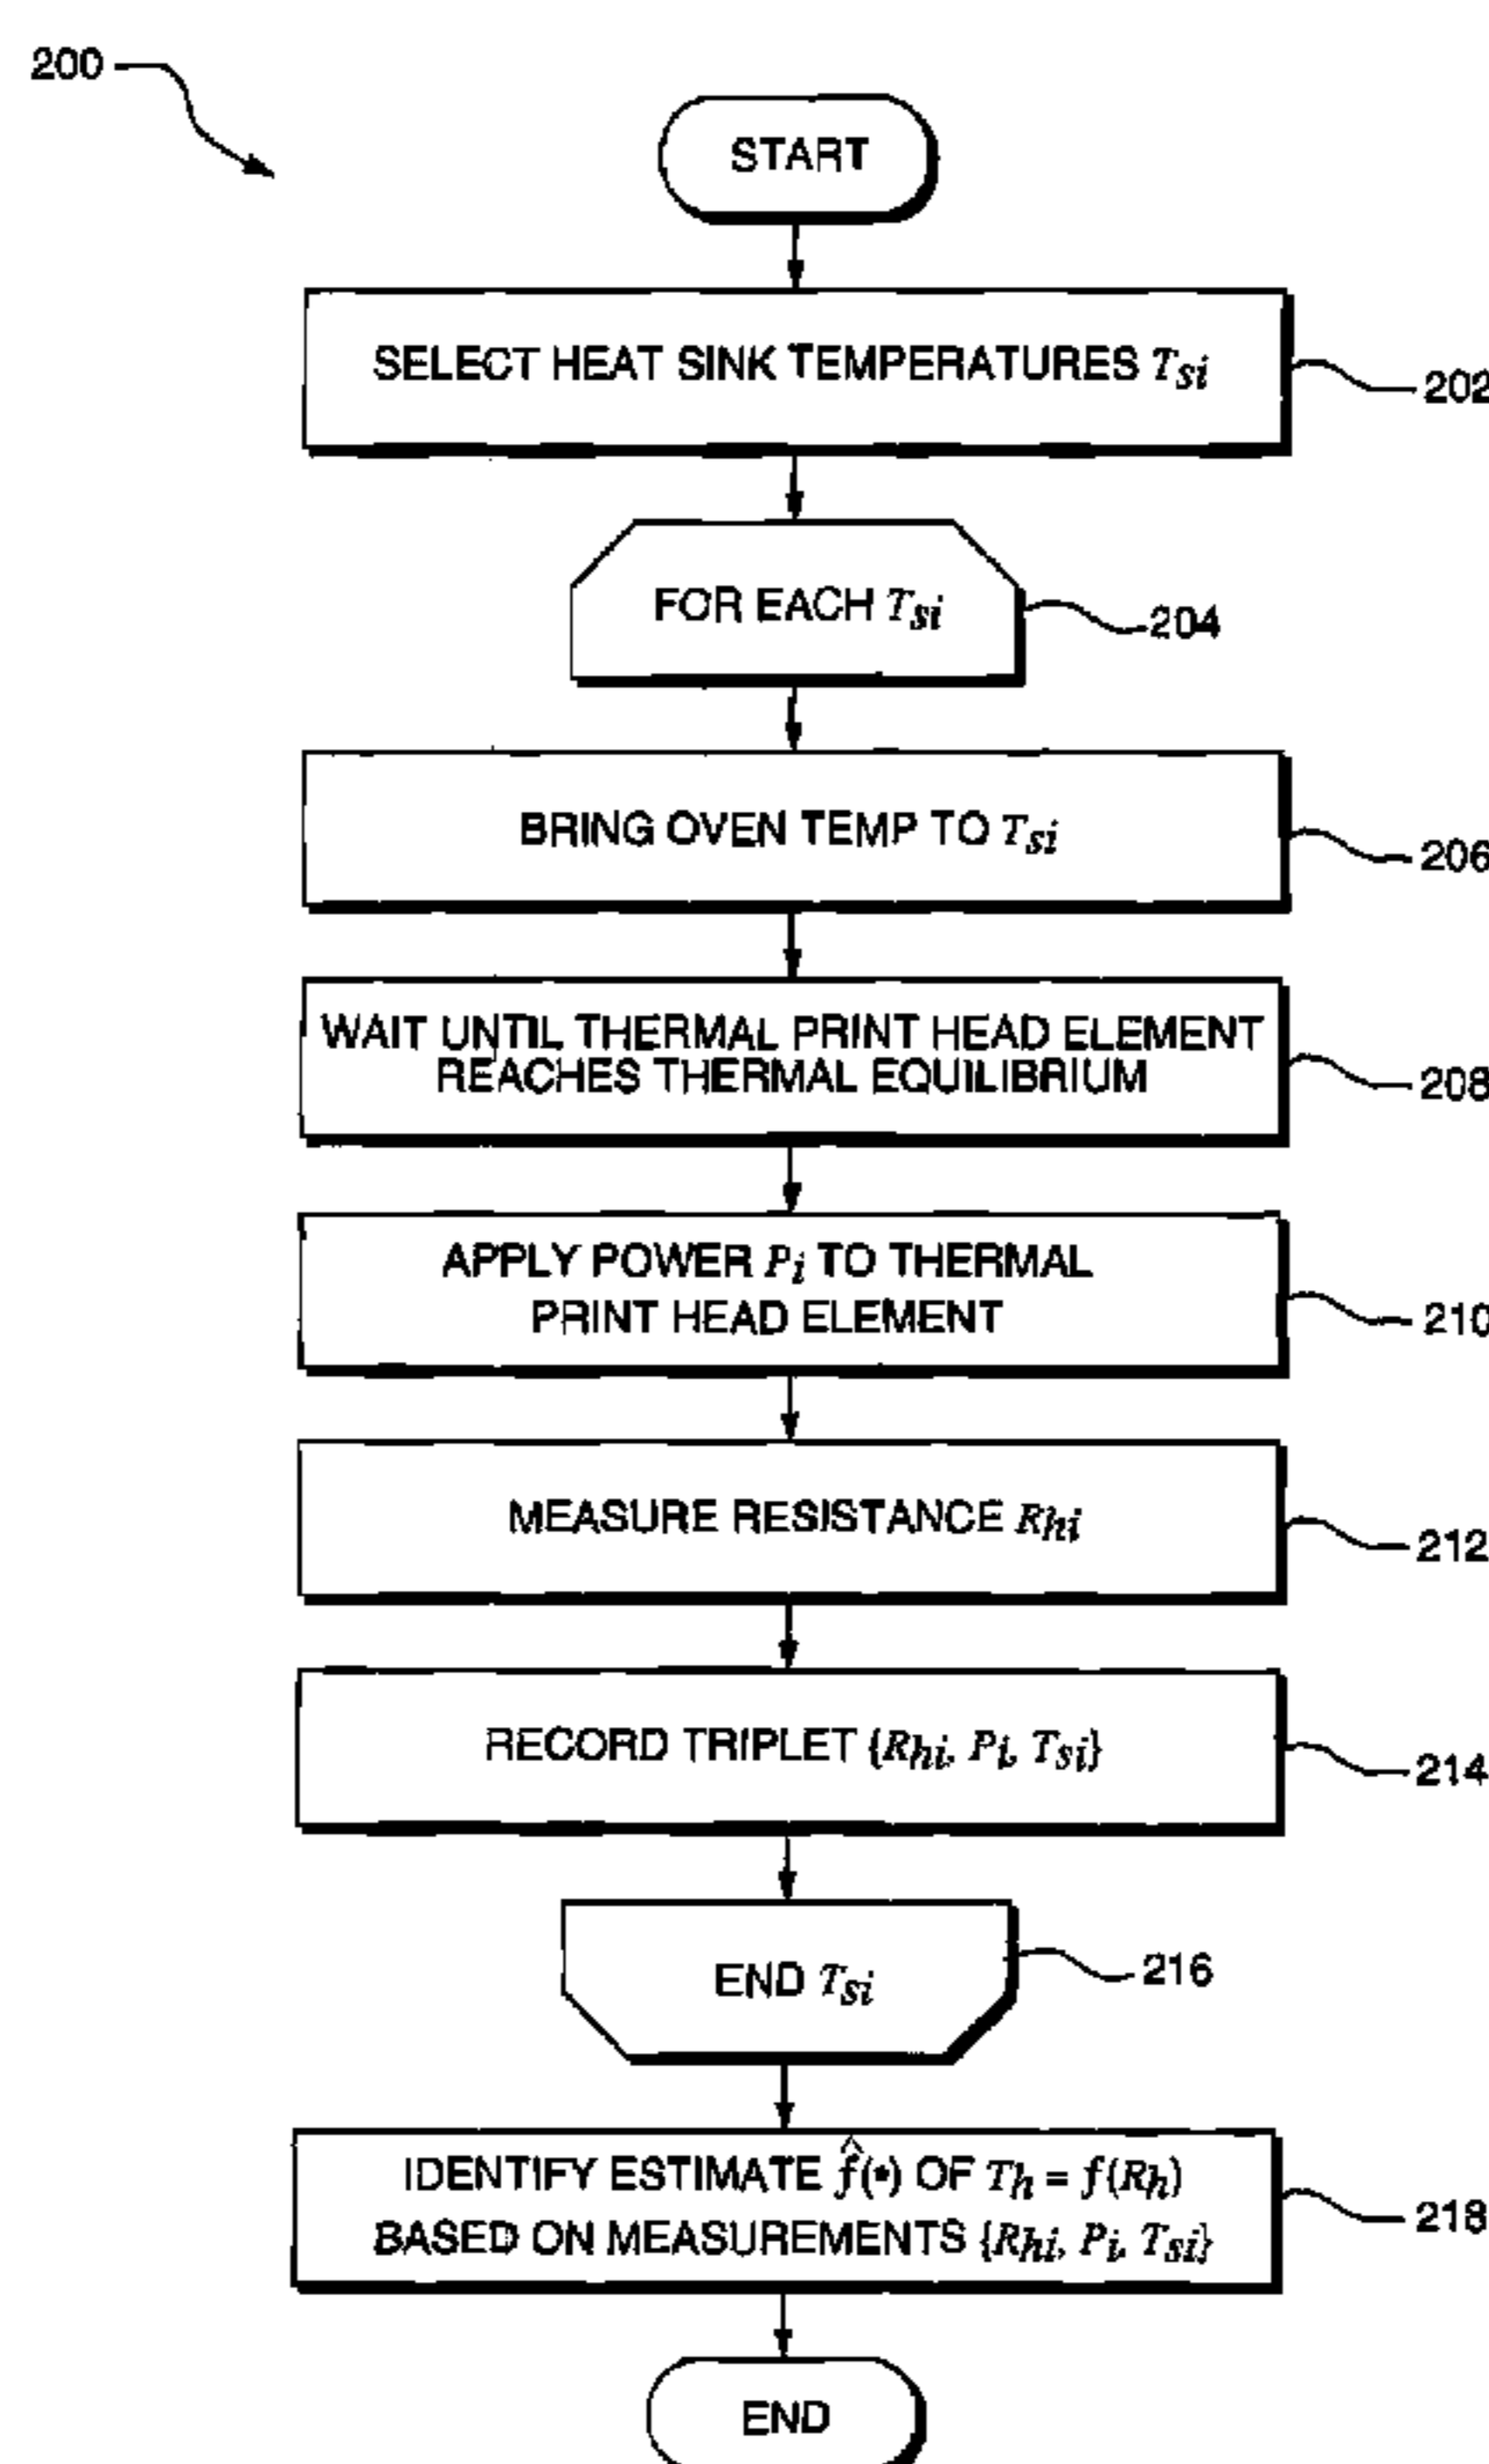 200
START
SELECT HEAT SINK TEMPERATURES Tsi
202
FOR EACH Tsi
204
BRING OVEN TEMP TO Tsi
206
WAIT UNTIL THERMAL PRINT HEAD ELEMENT
REACHES THERMAL EQUILIBRIUM
208
APPLY POWER Pi TO THERMAL
PRINT HEAD ELEMENT
210
MEASURE RESISTANCE Rhi
212
RECORD TRIPLET {Rhi, Pi, Tsi}
214
END Tsi
216
IDENTIFY ESTIMATE f̂(•) OF Th = f(Rh)
BASED ON MEASUREMENTS {Rhi, Pi, Tsi}
218
END